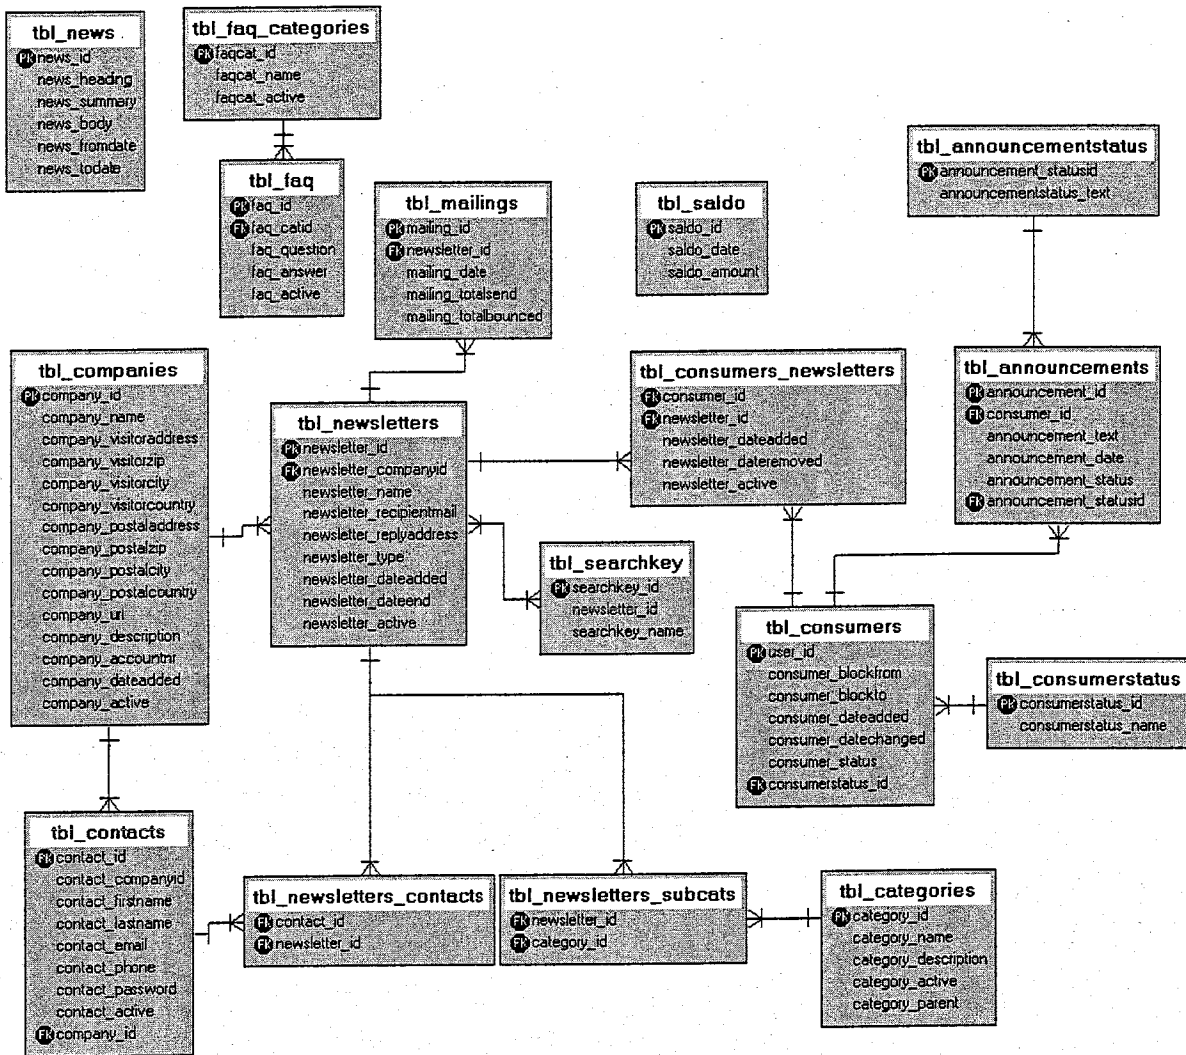 tbl_news
Pk news_id
news_heading
news_summary
news_body
news_fromdate
news_todate
tbl_faq_categories
Pk faqcat_id
faqcat_name
faqcat_active
tbl_faq
Pk faq_id
Fk faq_catid
faq_question
faq_answer
faq_active
tbl_mailings
Pk mailing_id
Fk newsletter_id
mailing_date
mailing_totalsend
mailing_totalbounced
tbl_saldo
Pk saldo_id
saldo_date
saldo_amount
tbl_announcementstatus
Pk announcement_statusid
announcementstatus_text
tbl_companies
Pk company_id
company_name
company_visitoraddress
company_visitorzip
company_visitorcity
company_visitorcountry
company_postaladdress
company_postalzip
company_postalcity
company_postalcountry
company_url
company_description
company_accountnr
company_dateadded
company_active
tbl_newsletters
Pk newsletter_id
Fk newsletter_companyid
newsletter_name
newsletter_recipientmail
newsletter_replyaddress
newsletter_type
newsletter_dateadded
newsletter_dateend
newsletter_active
tbl_consumers_newsletters
Fk consumer_id
Fk newsletter_id
newsletter_dateadded
newsletter_dateremoved
newsletter_active
tbl_announcements
Pk announcement_id
Fk consumer_id
announcement_text
announcement_date
announcement_status
Fk announcement_statusid
tbl_searchkey
Pk searchkey_id
newsletter_id
searchkey_name
tbl_consumers
Pk user_id
consumer_blockfrom
consumer_blockto
consumer_dateadded
consumer_datechanged
consumer_status
Fk consumerstatus_id
tbl_consumerstatus
Pk consumerstatus_id
consumerstatus_name
tbl_contacts
Pk contact_id
contact_companyid
contact_firstname
contact_lastname
contact_email
contact_phone
contact_password
contact_active
Fk company_id
tbl_newsletters_contacts
Fk contact_id
Fk newsletter_id
tbl_newsletters_subcats
Fk newsletter_id
Fk category_id
tbl_categories
Pk category_id
category_name
category_description
category_active
category_parent